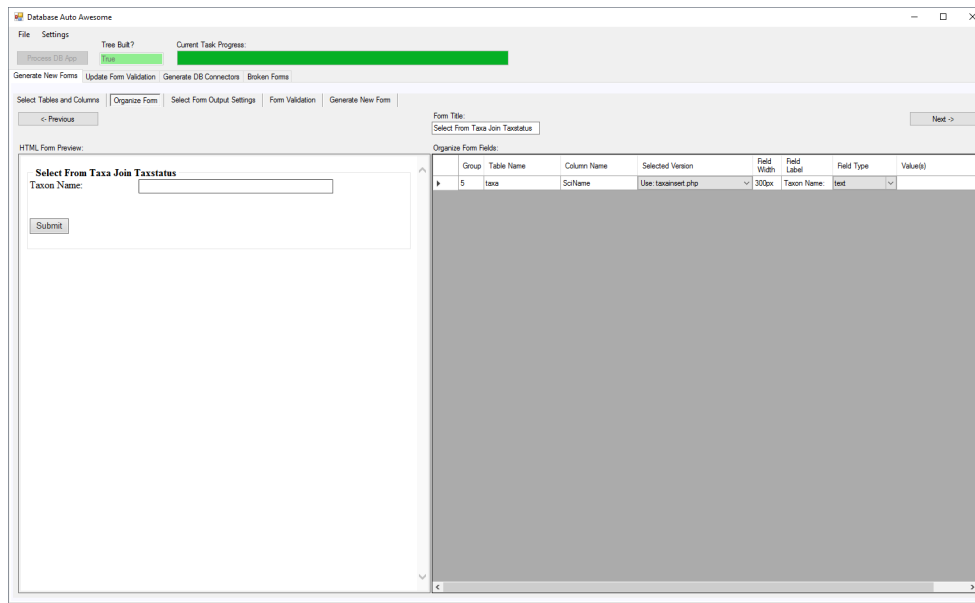 Database Auto Awesome
File Settings
Tree Built? Current Task Progress:
Process DB App True
Generate New Forms Update Form Validation Generate DB Connectors Broken Forms
Select Tables and Columns Organize Form Select Form Output Settings Form Validation Generate New Form
<- Previous
Form Title:
Select From Taxa Join Taxstatus
Next ->
HTML Form Preview:
Select From Taxa Join Taxstatus
Taxon Name:
Submit
Organize Form Fields:
Group Table Name Column Name Selected Version Field Width Field Label Field Type Value(s)
5 taxa SciName Use: taxainsert.php 300px Taxon Name: text